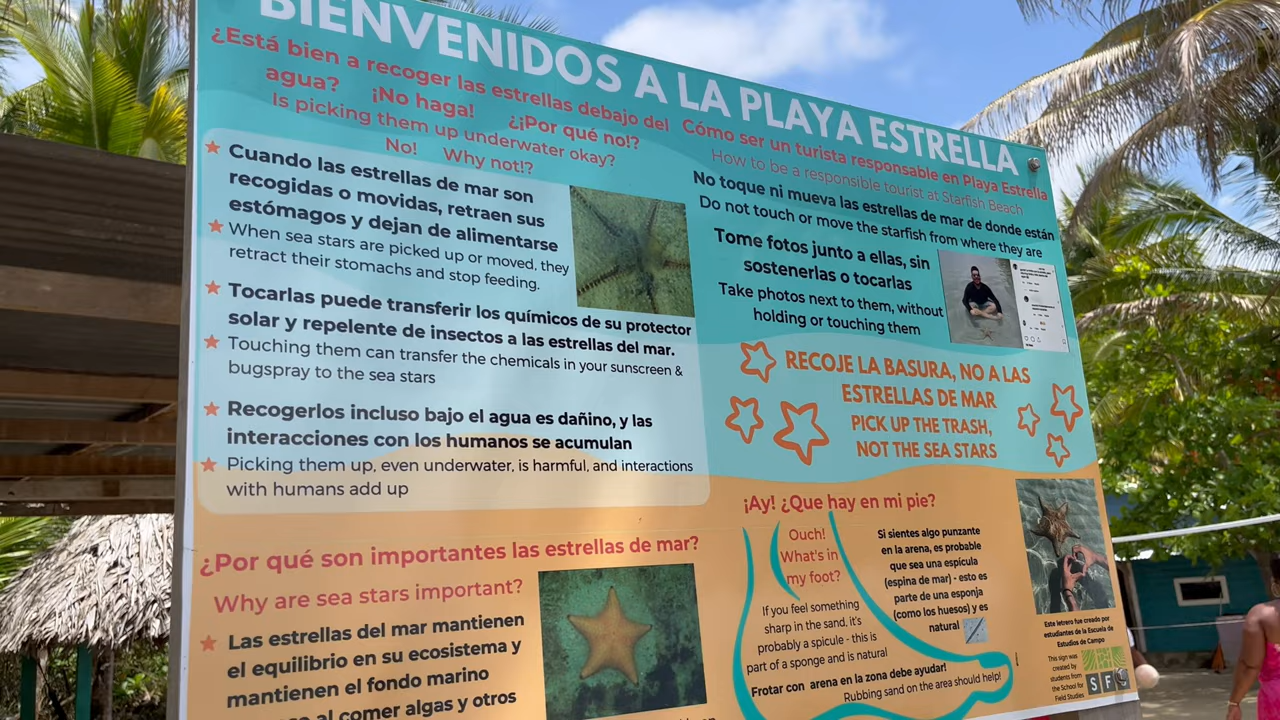 BIENVENIDOS A LA PLAYA ESTRELLA
¿Está bien a recoger las estrellas debajo del
agua? ¡No haga! ¿¡Por qué no!?
Is picking them up underwater okay?
No! Why not!?
★ Cuando las estrellas de mar son
recogidas o movidas, retraen sus
estómagos y dejan de alimentarse
★ When sea stars are picked up or moved, they
retract their stomachs and stop feeding.
★ Tocarlas puede transferir los químicos de su protector
solar y repelente de insectos a las estrellas del mar.
★ Touching them can transfer the chemicals in your sunscreen &
bugspray to the sea stars
★ Recogerlos incluso bajo el agua es dañino, y las
interacciones con los humanos se acumulan
★ Picking them up, even underwater, is harmful, and interactions
with humans add up
¿Por qué son importantes las estrellas de mar?
Why are sea stars important?
★ Las estrellas del mar mantienen
el equilibrio en su ecosistema y
mantienen el fondo marino
al comer algas y otros
Cómo ser un turista responsable en Playa Estrella
How to be a responsible tourist at Starfish Beach
No toque ni mueva las estrellas de mar de donde están
Do not touch or move the starfish from where they are
Tome fotos junto a ellas, sin
sostenerlas o tocarlas
Take photos next to them, without
holding or touching them
RECOJE LA BASURA, NO A LAS
ESTRELLAS DE MAR
PICK UP THE TRASH,
NOT THE SEA STARS
¡Ay! ¿Que hay en mi pie?
Ouch!
What's in
my foot?
If you feel something
sharp in the sand, it's
probably a spicule - this is
part of a sponge and is natural
Si sientes algo punzante
en la arena, es probable
que sea una espícula
(espina de mar) - esto es
parte de una esponja
(como los huesos) y es
natural
Frotar con arena en la zona debe ayudar!
Rubbing sand on the area should help!
Este letrero fue creado por
estudiantes de la Escuela de
Estudios de Campo
This sign was
created by
students from
the School for
Field Studies
SFS